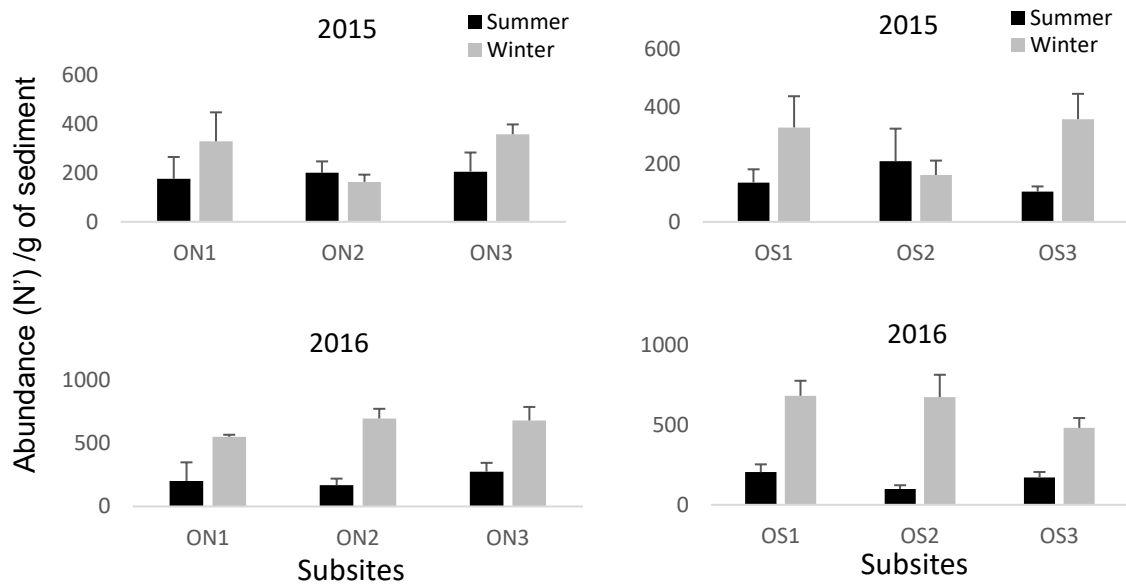 Abundance (N') /g of sediment
2015
Summer
Winter
600
400
200
0
ON1 ON2 ON3
2015
Summer
Winter
600
400
200
0
OS1 OS2 OS3
2016
1000
500
0
ON1 ON2 ON3
Subsites
2016
1000
500
0
OS1 OS2 OS3
Subsites